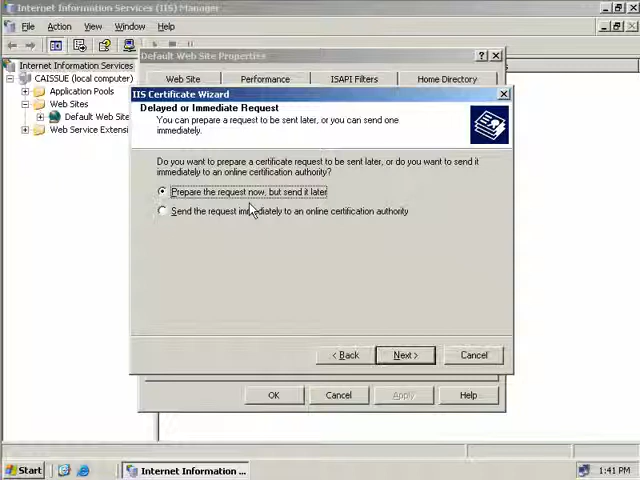 Internet Information Services (IIS) Manager
File Action View Window Help
Internet Information Services
CAISSUE (local computer)
Application Pools
Web Sites
Default Web Site
Web Service Extensi
Default Web Site Properties
Web Site Performance ISAPI Filters Home Directory
IIS Certificate Wizard
Delayed or Immediate Request
You can prepare a request to be sent later, or you can send one
immediately.
Do you want to prepare a certificate request to be sent later, or do you want to send it
immediately to an online certification authority?
Prepare the request now, but send it later
Send the request immediately to an online certification authority
< Back Next > Cancel
OK Cancel Apply Help
Start Internet Information ... 1:41 PM